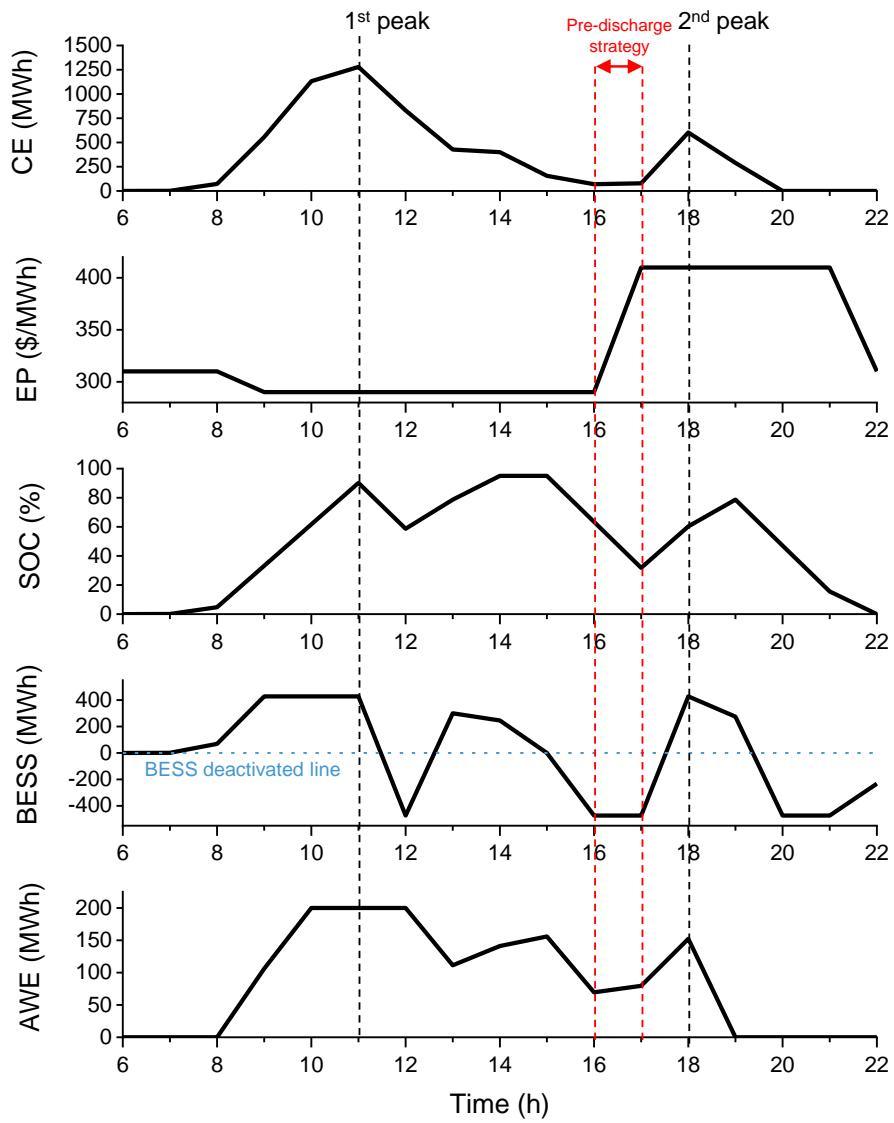 1st peak
Pre-discharge
strategy
2nd peak
CE (MWh)
1500
1250
1000
750
500
250
0
6 8 10 12 14 16 18 20 22
EP ($/MWh)
400
350
300
6 8 10 12 14 16 18 20 22
SOC (%)
100
80
60
40
20
0
6 8 10 12 14 16 18 20 22
BESS (MWh)
400
200
0
-200
-400
BESS deactivated line
6 8 10 12 14 16 18 20 22
AWE (MWh)
200
150
100
50
0
6 8 10 12 14 16 18 20 22
Time (h)